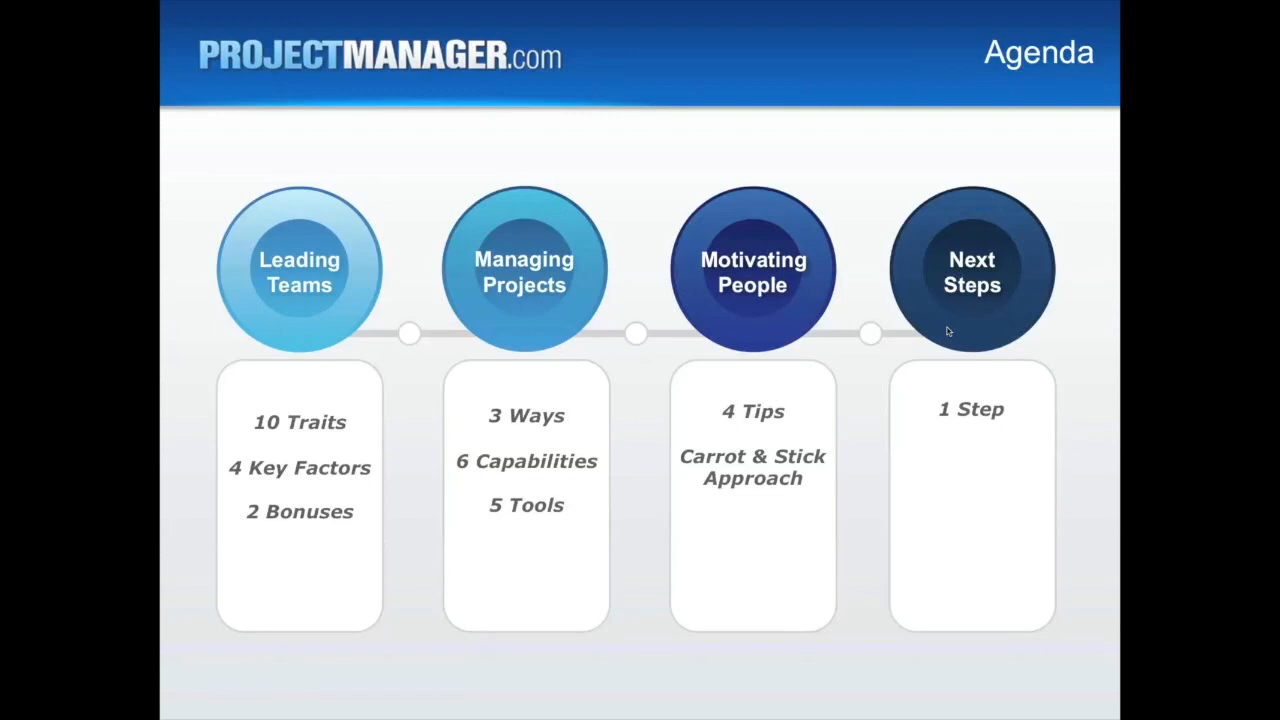 PROJECTMANAGER.com
Agenda
Leading
Teams
Managing
Projects
Motivating
People
Next
Steps
10 Traits
4 Key Factors
2 Bonuses
3 Ways
6 Capabilities
5 Tools
4 Tips
Carrot & Stick
Approach
1 Step